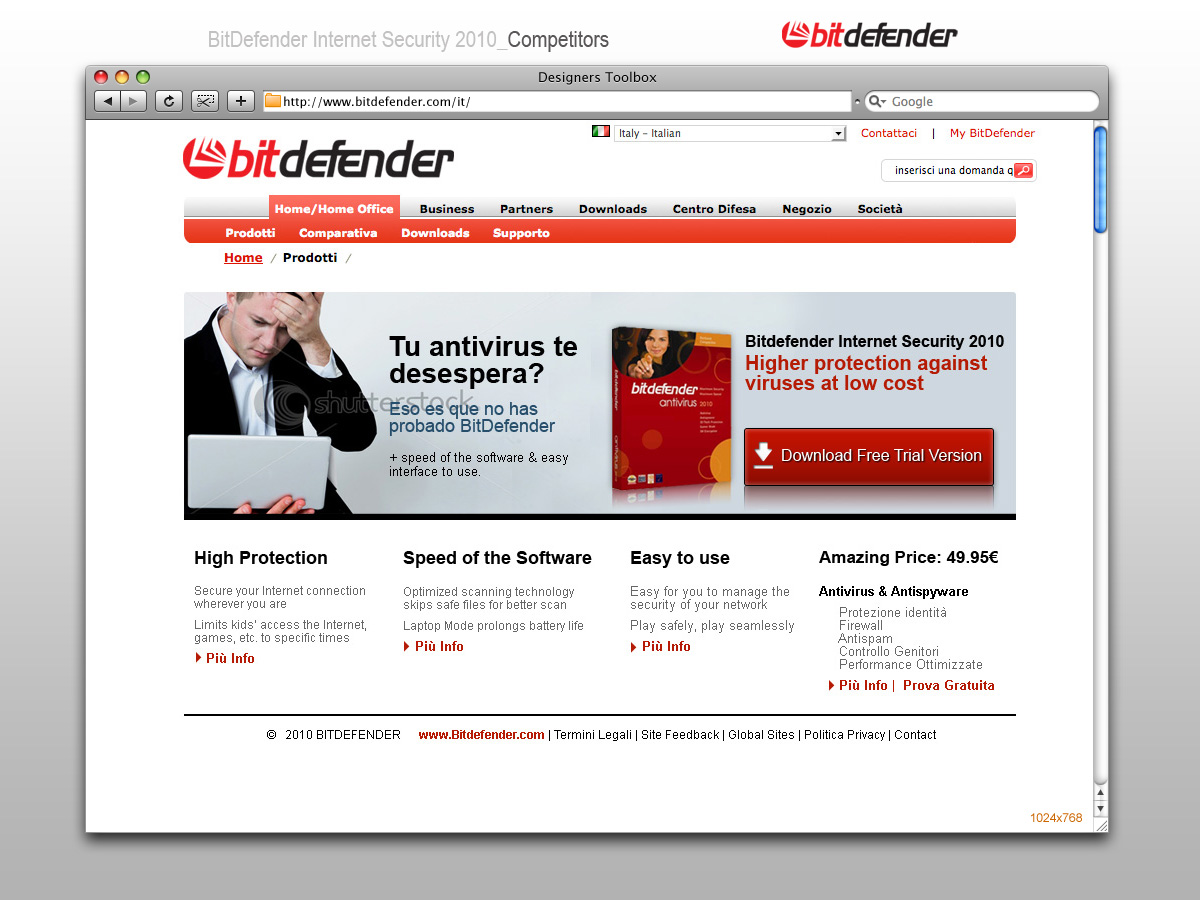 BitDefender Internet Security 2010_Competitors
bitdefender
Designers Toolbox
http://www.bitdefender.com/it/
Google
Italy - Italian
Contattaci | My BitDefender
bitdefender
inserisci una domanda q
Home/Home Office Business Partners Downloads Centro Difesa Negozio Società
Prodotti Comparativa Downloads Supporto
Home / Prodotti /
Tu antivirus te
desespera?
shutterstock
Eso es que no has
probado BitDefender
+ speed of the software & easy
interface to use.
bitdefender
antivirus 2010
antivirus
Bitdefender Internet Security 2010
Higher protection against
viruses at low cost
Download Free Trial Version
High Protection
Secure your Internet connection
wherever you are
Limits kids' access the Internet,
games, etc. to specific times
Più Info
Speed of the Software
Optimized scanning technology
skips safe files for better scan
Laptop Mode prolongs battery life
Più Info
Easy to use
Easy for you to manage the
security of your network
Play safely, play seamlessly
Più Info
Amazing Price: 49.95€
Antivirus & Antispyware
Protezione identità
Firewall
Antispam
Controllo Genitori
Performance Ottimizzate
Più Info | Prova Gratuita
© 2010 BITDEFENDER www.Bitdefender.com | Termini Legali | Site Feedback | Global Sites | Politica Privacy | Contact
1024x768